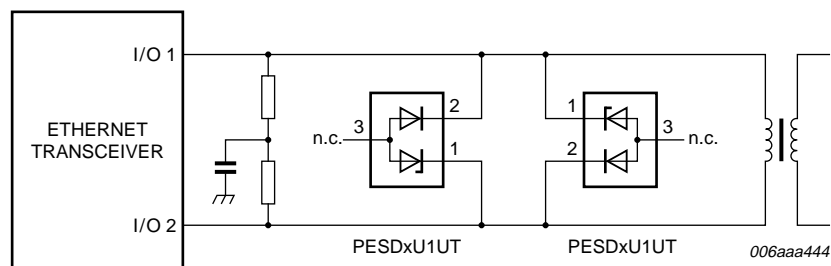 I/O 1
ETHERNET
TRANSCEIVER
I/O 2
n.c.
3
2
1
PESDxU1UT
1
2
3
n.c.
PESDxU1UT
006aaa444